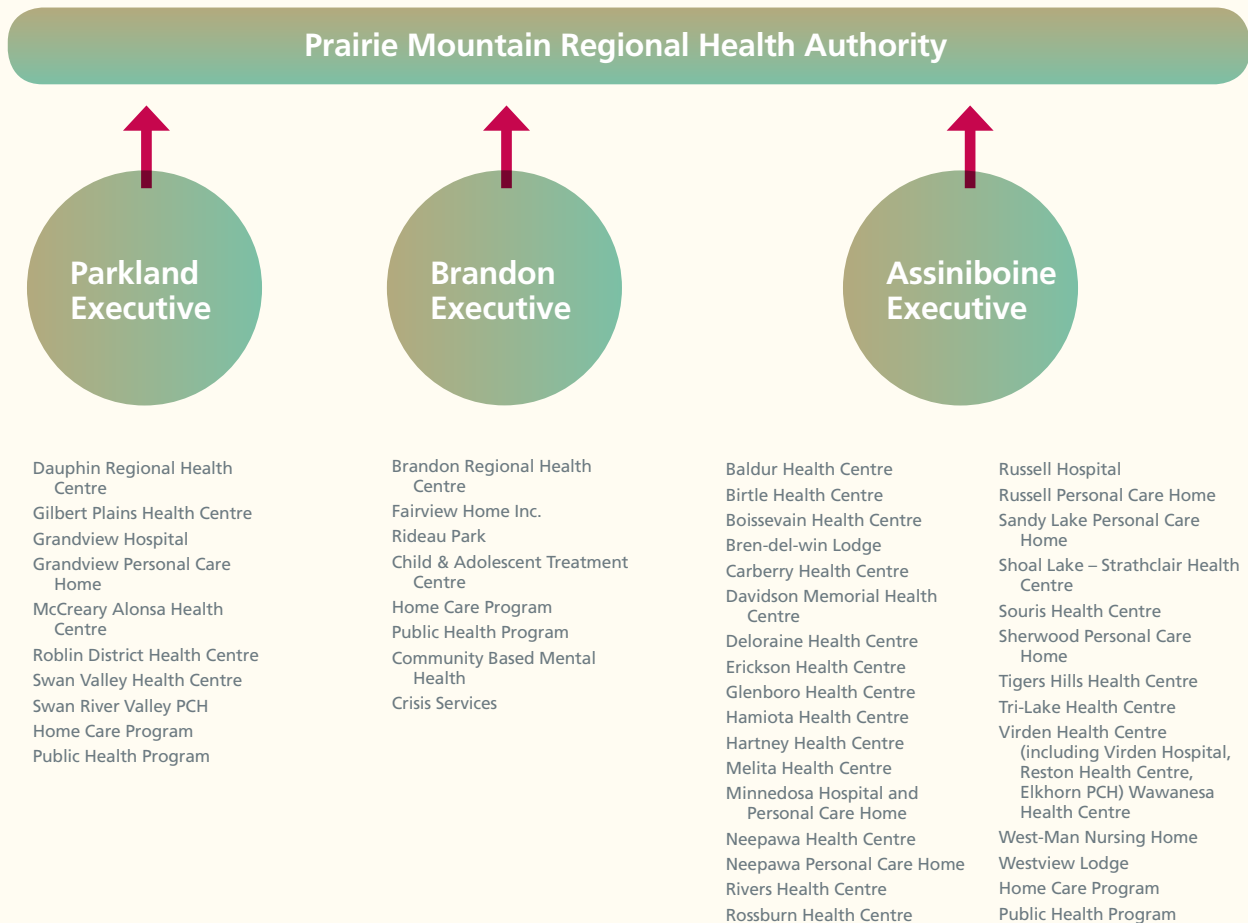 Prairie Mountain Regional Health Authority
Parkland
Executive
Brandon
Executive
Assiniboine
Executive
Dauphin Regional Health
Centre
Gilbert Plains Health Centre
Grandview Hospital
Grandview Personal Care
Home
McCreary Alonsa Health
Centre
Roblin District Health Centre
Swan Valley Health Centre
Swan River Valley PCH
Home Care Program
Public Health Program
Brandon Regional Health
Centre
Fairview Home Inc.
Rideau Park
Child & Adolescent Treatment
Centre
Home Care Program
Public Health Program
Community Based Mental
Health
Crisis Services
Baldur Health Centre
Birtle Health Centre
Boissevain Health Centre
Bren-del-win Lodge
Carberry Health Centre
Davidson Memorial Health
Centre
Deloraine Health Centre
Erickson Health Centre
Glenboro Health Centre
Hamiota Health Centre
Hartney Health Centre
Melita Health Centre
Minnedosa Hospital and
Personal Care Home
Neepawa Health Centre
Neepawa Personal Care Home
Rivers Health Centre
Rossburn Health Centre
Russell Hospital
Russell Personal Care Home
Sandy Lake Personal Care
Home
Shoal Lake – Strathclair Health
Centre
Souris Health Centre
Sherwood Personal Care
Home
Tigers Hills Health Centre
Tri-Lake Health Centre
Virden Health Centre
(including Virden Hospital,
Reston Health Centre,
Elkhorn PCH) Wawanesa
Health Centre
West-Man Nursing Home
Westview Lodge
Home Care Program
Public Health Program